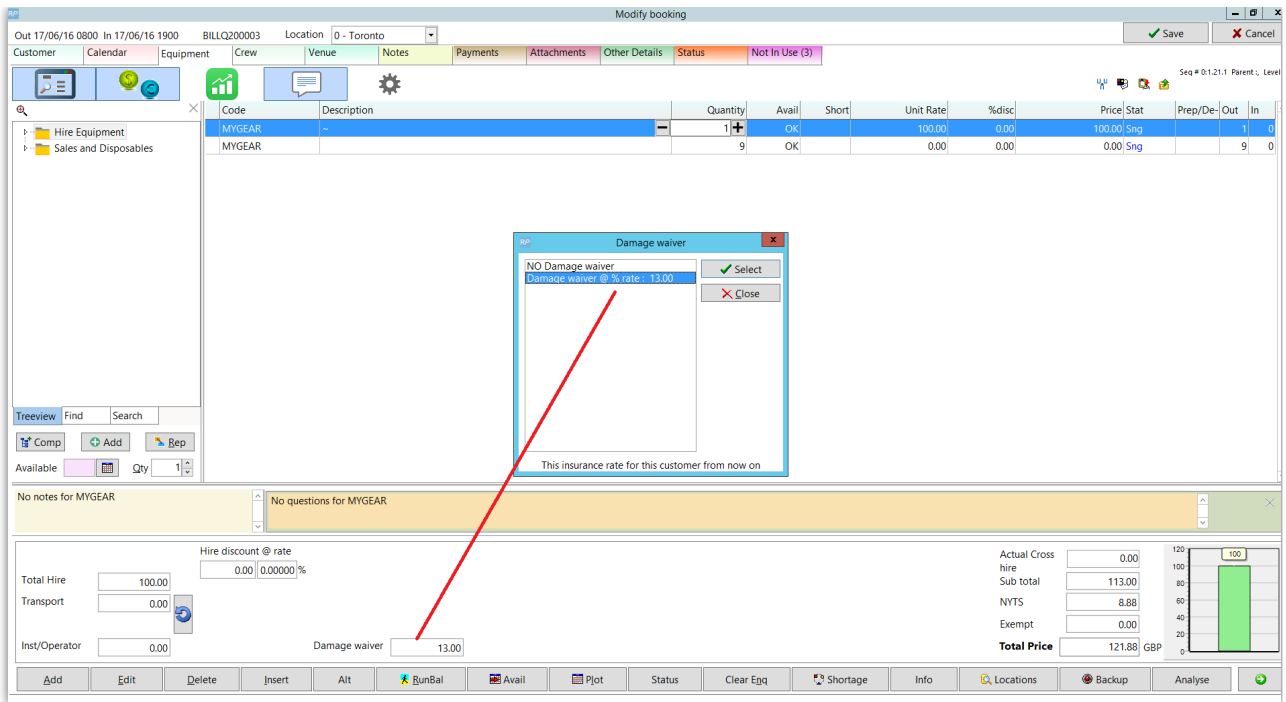 RP Modify booking
Out 17/06/16 0800 In 17/06/16 1900 BILLQ200003 Location 0 - Toronto Save Cancel
Customer Calendar Equipment Crew Venue Notes Payments Attachments Other Details Status Not In Use (3)
Seq # 0:1.21.1 Parent :, Level
Code Description Quantity Avail Short Unit Rate %disc Price Stat Prep/De- Out In
Hire Equipment
Sales and Disposables
MYGEAR ~ 1 OK 100.00 0.00 100.00 Sng 1 0
MYGEAR 9 OK 0.00 0.00 0.00 Sng 9 0
RP Damage waiver x
NO Damage waiver
Damage waiver @ % rate : 13.00
Select
Close
This insurance rate for this customer from now on
Treeview Find Search
Comp Add Rep
Available Qty 1
No notes for MYGEAR
No questions for MYGEAR
Hire discount @ rate
0.00 0.00000 %
Total Hire 100.00
Transport 0.00
Inst/Operator 0.00
Damage waiver 13.00
Actual Cross hire 0.00
Sub total 113.00
NYTS 8.88
Exempt 0.00
Total Price 121.88 GBP
120
100
80
60
40
20
0
100
Add Edit Delete Insert Alt RunBal Avail Plot Status Clear Enq Shortage Info Locations Backup Analyse